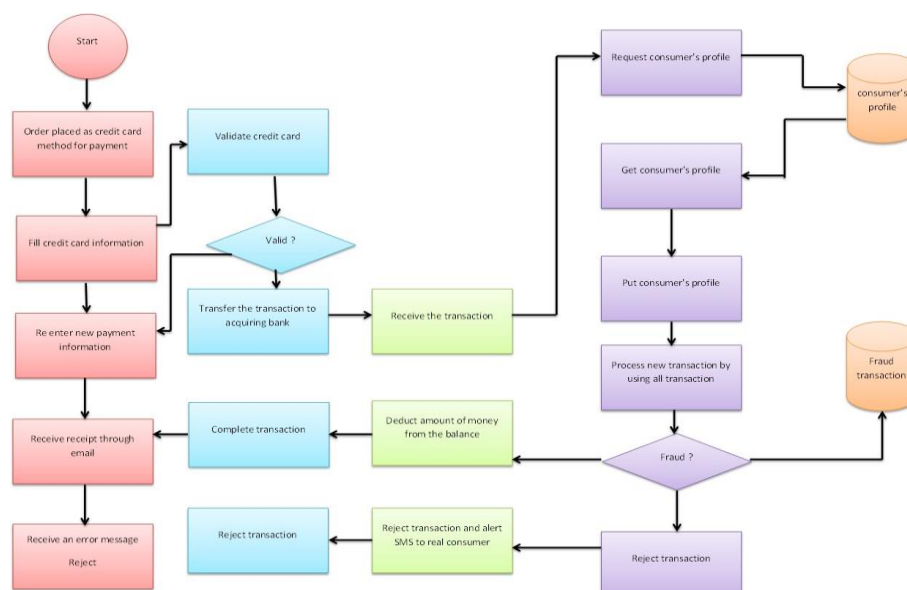 Start
Order placed as credit card
method for payment
Fill credit card information
Re enter new payment
information
Receive receipt through
email
Receive an error message
Reject
Validate credit card
Valid ?
Transfer the transaction to
acquiring bank
Complete transaction
Reject transaction
Receive the transaction
Deduct amount of money
from the balance
Reject transaction and alert
SMS to real consumer
Request consumer's profile
Get consumer's profile
Put consumer's profile
Process new transaction by
using all transaction
Fraud ?
Reject transaction
consumer's
profile
Fraud
transaction